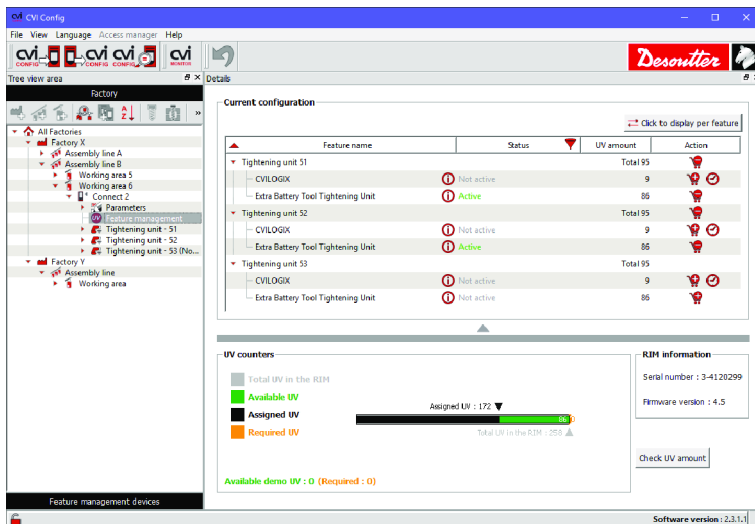 CVI Config
File View Language Access manager Help
cvi CONFIG cvi CONFIG cvi CONFIG cvi MONITOR
Desoutter
Tree view area
Details
Factory
All Factories
Factory X
Assembly line A
Assembly line B
Working area 5
Working area 6
Connect 2
Parameters
UV Feature management
Tightening unit - 51
Tightening unit - 52
Tightening unit - 53 (No...
Factory Y
Assembly line
Working area
Feature management devices
Current configuration
Click to display per feature
Feature name Status UV amount Action
Tightening unit 51 Total 95
CVILOGIX Not active 9
Extra Battery Tool Tightening Unit Active 86
Tightening unit 52 Total 95
CVILOGIX Not active 9
Extra Battery Tool Tightening Unit Active 86
Tightening unit 53 Total 95
CVILOGIX Not active 9
Extra Battery Tool Tightening Unit Not active 86
UV counters
Total UV in the RIM
Available UV
Assigned UV
Required UV
Assigned UV : 172
86 0
Total UV in the RIM : 258
Available demo UV : 0 (Required : 0)
RIM information
Serial number : 3-4120299
Firmware version : 4.5
Check UV amount
Software version : 2.3.1.1